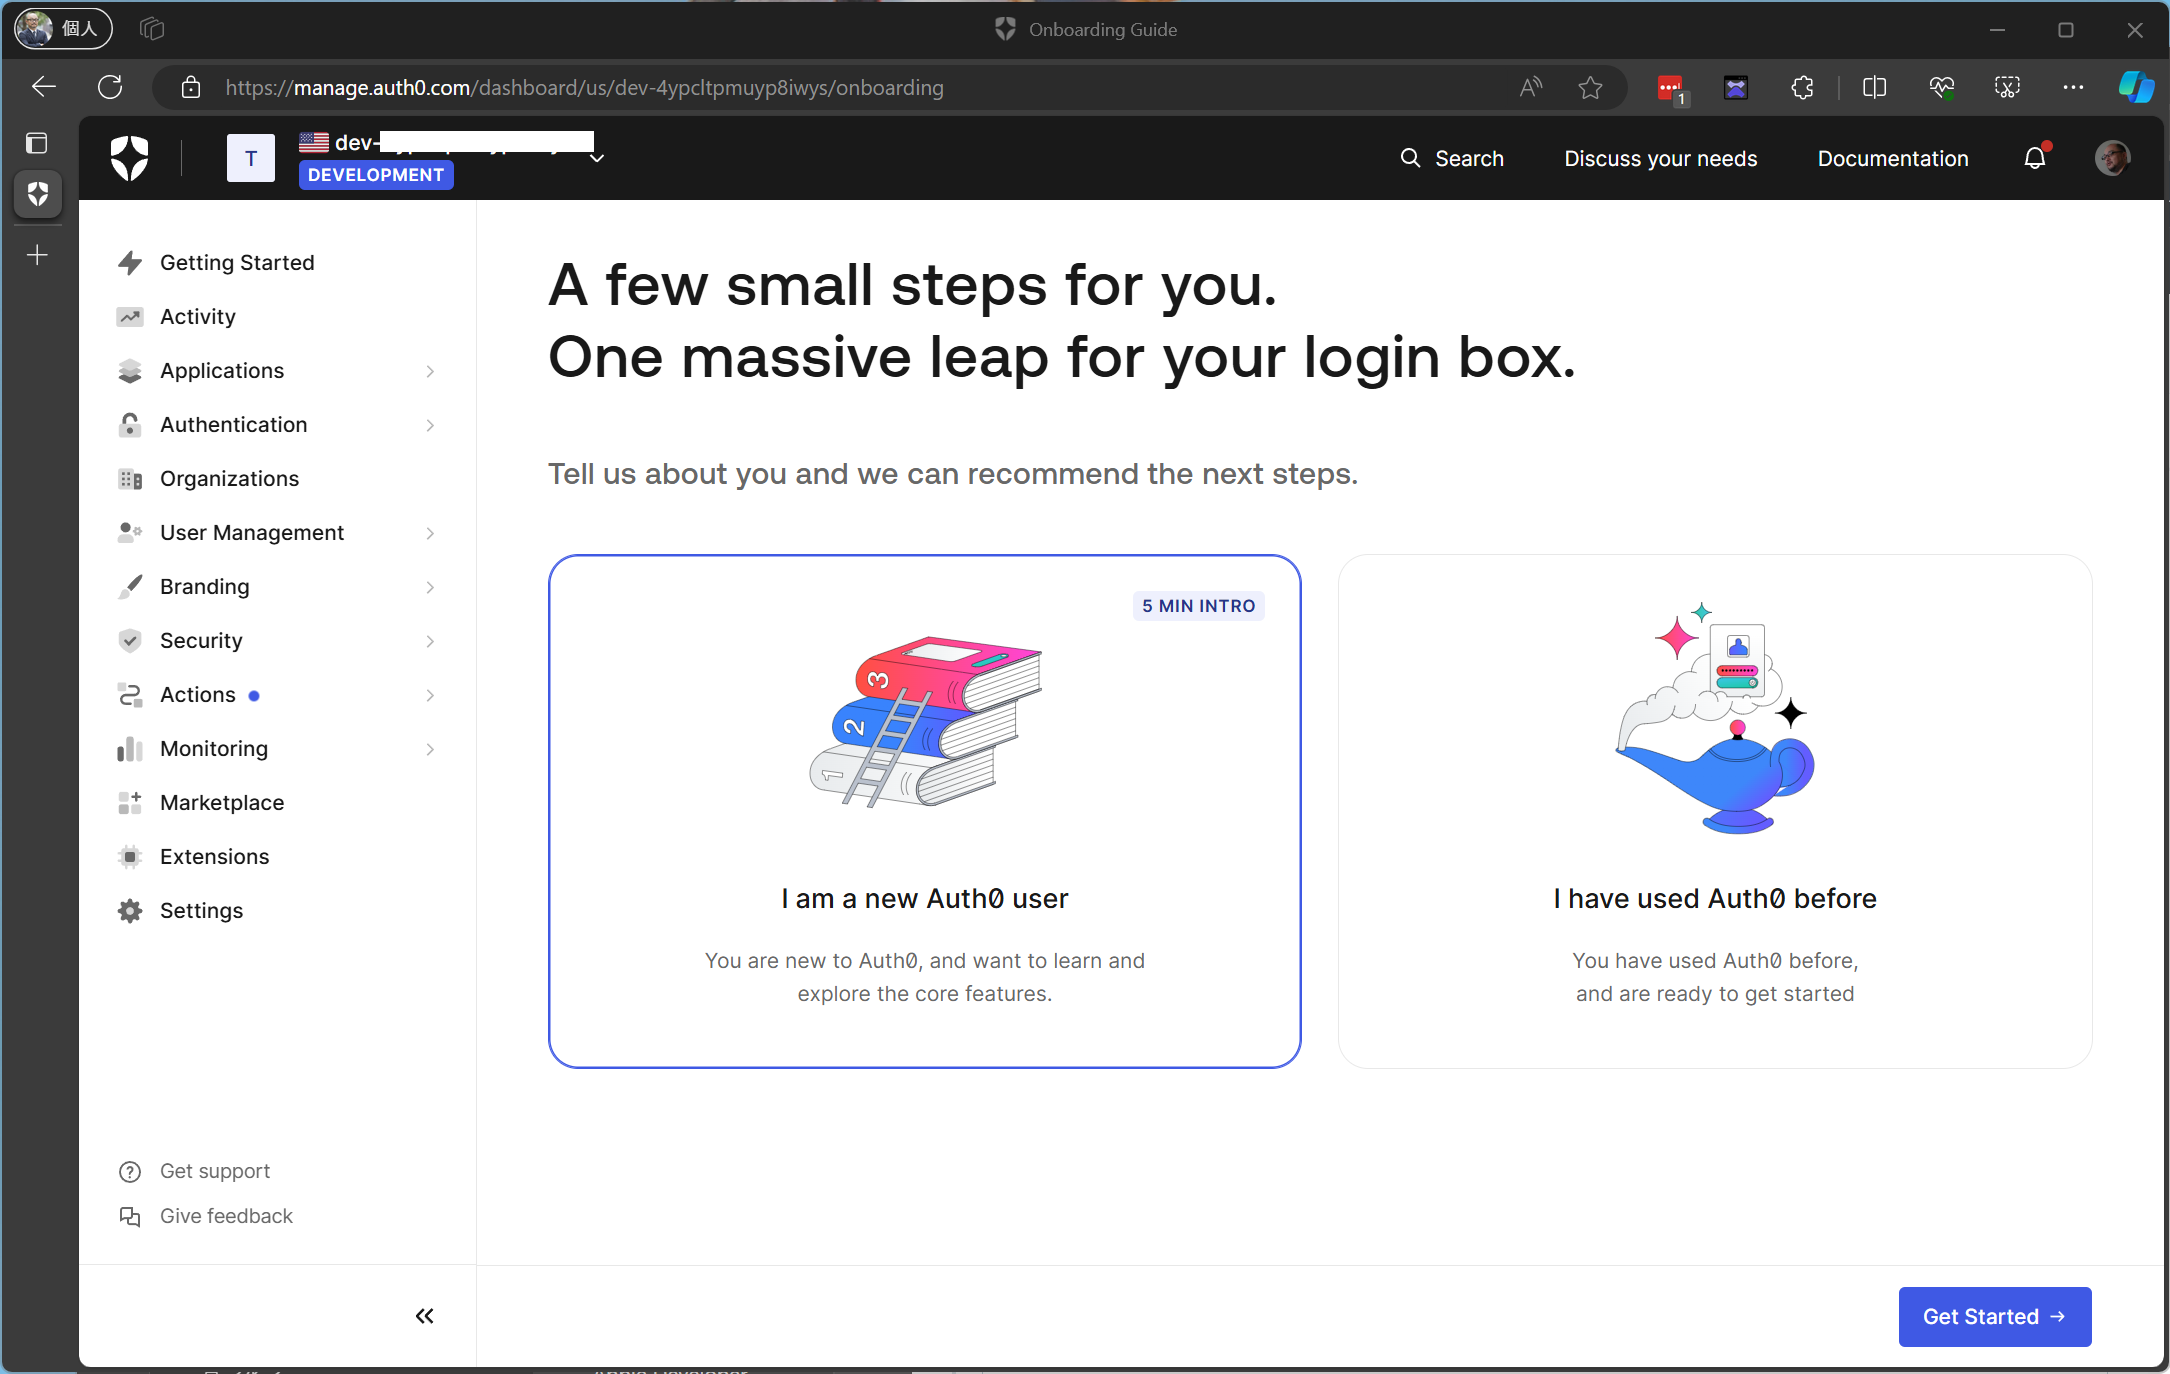 個人
Onboarding Guide
https://manage.auth0.com/dashboard/us/dev-4ypcltpmuyp8iwys/onboarding
1
T
dev-
DEVELOPMENT
Search
Discuss your needs
Documentation
Getting Started
Activity
Applications
Authentication
Organizations
User Management
Branding
Security
Actions
Monitoring
Marketplace
Extensions
Settings
Get support
Give feedback
A few small steps for you.
One massive leap for your login box.
Tell us about you and we can recommend the next steps.
5 MIN INTRO
3
2
1
I am a new Auth0 user
You are new to Auth0, and want to learn and
explore the core features.
I have used Auth0 before
You have used Auth0 before,
and are ready to get started
Get Started →